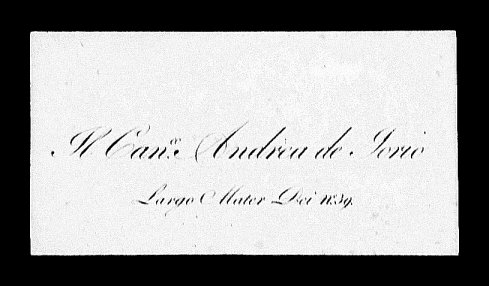 Il Can.co Andrea de Jorio
Largo Mater Dei N.39.